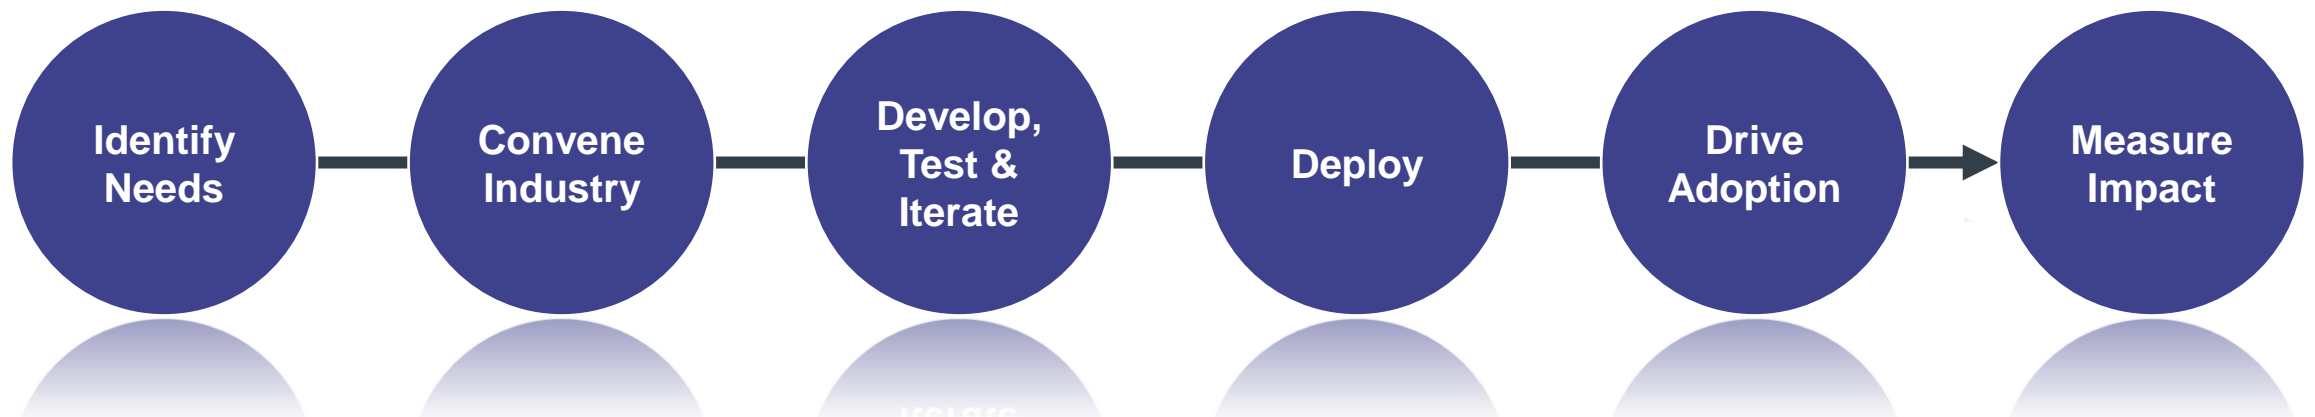 Identify
Needs
Convene
Industry
Develop,
Test &
Iterate
Deploy
Drive
Adoption
Measure
Impact